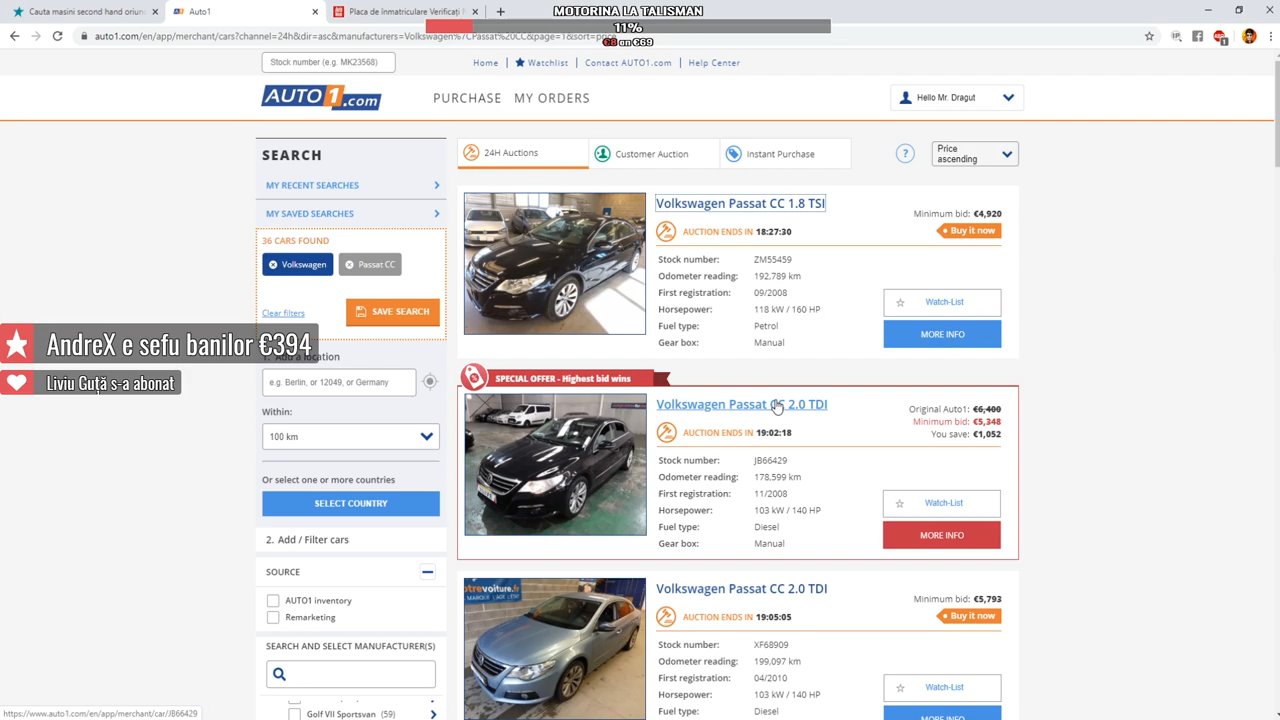 Cauta masini second hand oriun
Auto1
Placa de înmatriculare Verificați
MOTORINA LA TALISMAN
11%
€8 on €69
auto1.com/en/app/merchant/cars?channel=24h&dir=asc&manufacturers=Volkswagen%7CPassat%20CC&page=1&sort=price
Stock number (e.g. MK23568)
Home
Watchlist
Contact AUTO1.com
Help Center
AUTO1.com
PURCHASE
MY ORDERS
Hello Mr. Dragut
SEARCH
24H Auctions
Customer Auction
Instant Purchase
?
Price ascending
MY RECENT SEARCHES
MY SAVED SEARCHES
36 CARS FOUND
Volkswagen
Passat CC
Clear filters
SAVE SEARCH
AndreX e sefu banilor €394
Liviu Guță s-a abonat
1. Add a location
e.g. Berlin, or 12049, or Germany
Within:
100 km
Or select one or more countries
SELECT COUNTRY
2. Add / Filter cars
SOURCE
AUTO1 inventory
Remarketing
SEARCH AND SELECT MANUFACTURER(S)
Golf VII Sportsvan (59)
Volkswagen Passat CC 1.8 TSI
Minimum bid: €4,920
AUCTION ENDS IN 18:27:30
Buy it now
Stock number: ZM55459
Odometer reading: 192,789 km
First registration: 09/2008
Horsepower: 118 kW / 160 HP
Fuel type: Petrol
Gear box: Manual
Watch-List
MORE INFO
SPECIAL OFFER - Highest bid wins
Volkswagen Passat CC 2.0 TDI
Original Auto1: €6,400
Minimum bid: €5,348
You save: €1,052
AUCTION ENDS IN 19:02:18
Stock number: JB66429
Odometer reading: 178,599 km
First registration: 11/2008
Horsepower: 103 kW / 140 HP
Fuel type: Diesel
Gear box: Manual
Watch-List
MORE INFO
Volkswagen Passat CC 2.0 TDI
Minimum bid: €5,793
AUCTION ENDS IN 19:05:05
Buy it now
Stock number: XF68909
Odometer reading: 199,097 km
First registration: 04/2010
Horsepower: 103 kW / 140 HP
Fuel type: Diesel
Watch-List
MORE INFO
https://www.auto1.com/en/app/merchant/car/JB66429